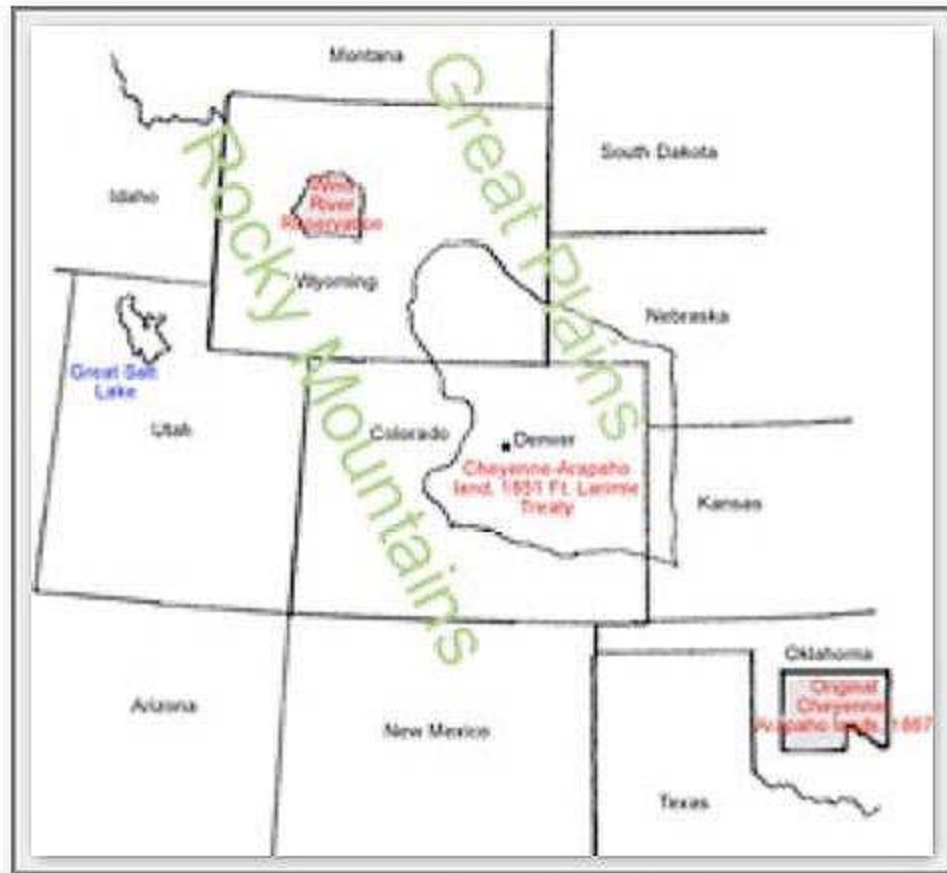 Montana
Great Plains
South Dakota
Rocky Mountains
Idaho
Wind
River
Reservation
Wyoming
Nebraska
Great Salt
Lake
Utah
Colorado
Denver
Cheyenne-Arapaho
land, 1851 Ft. Larimie
Treaty
Kansas
Oklahoma
Original
Cheyenne
Arapaho lands, 1867
Arizona
New Mexico
Texas